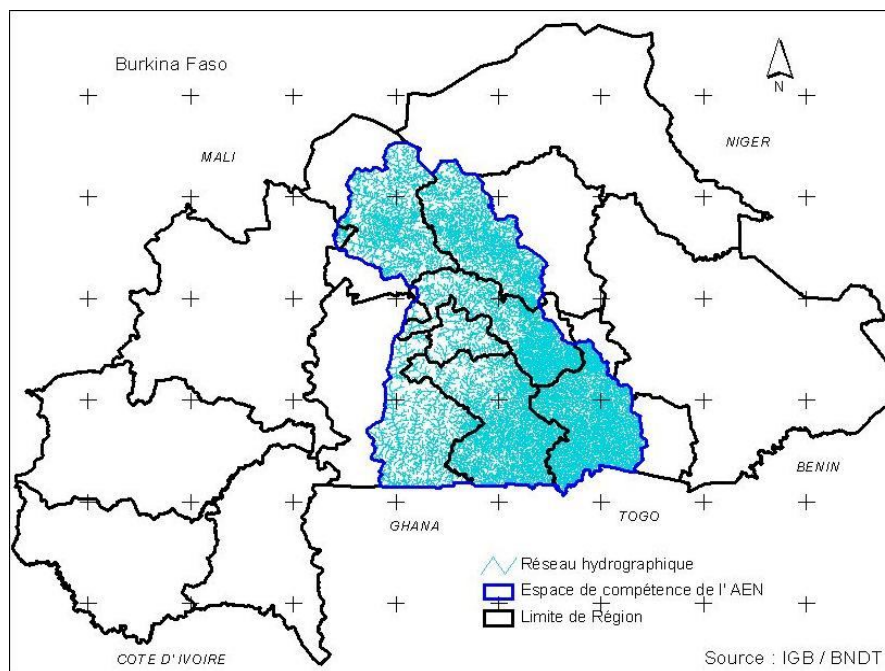 Burkina Faso
N
MALI
NIGER
BENIN
GHANA
TOGO
Réseau hydrographique
Espace de compétence de l' AEN
Limite de Région
COTE D'IVOIRE
Source : IGB / BNDT